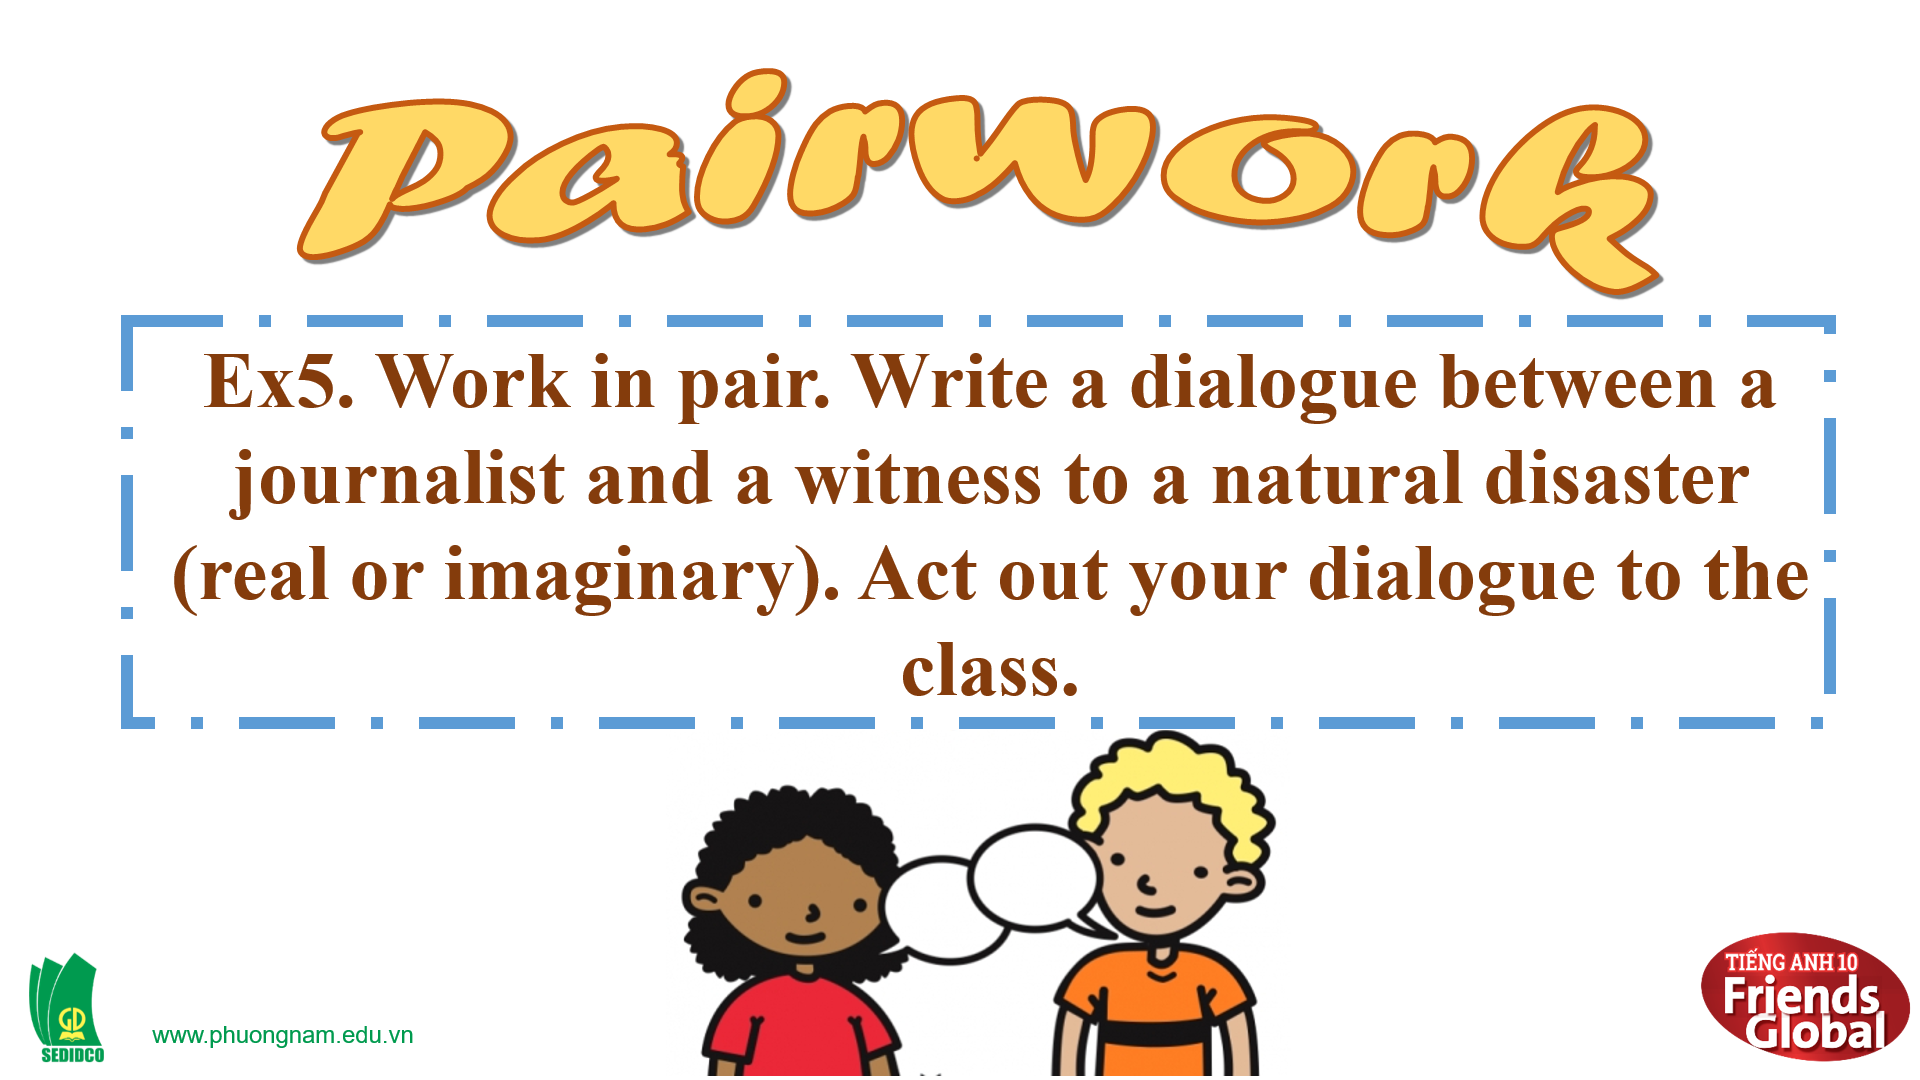 Pairwork
Ex5. Work in pair. Write a dialogue between a
journalist and a witness to a natural disaster
(real or imaginary). Act out your dialogue to the
class.
GD
SEDIDCO
www.phuongnam.edu.vn
TIẾNG ANH 10
Friends
Global